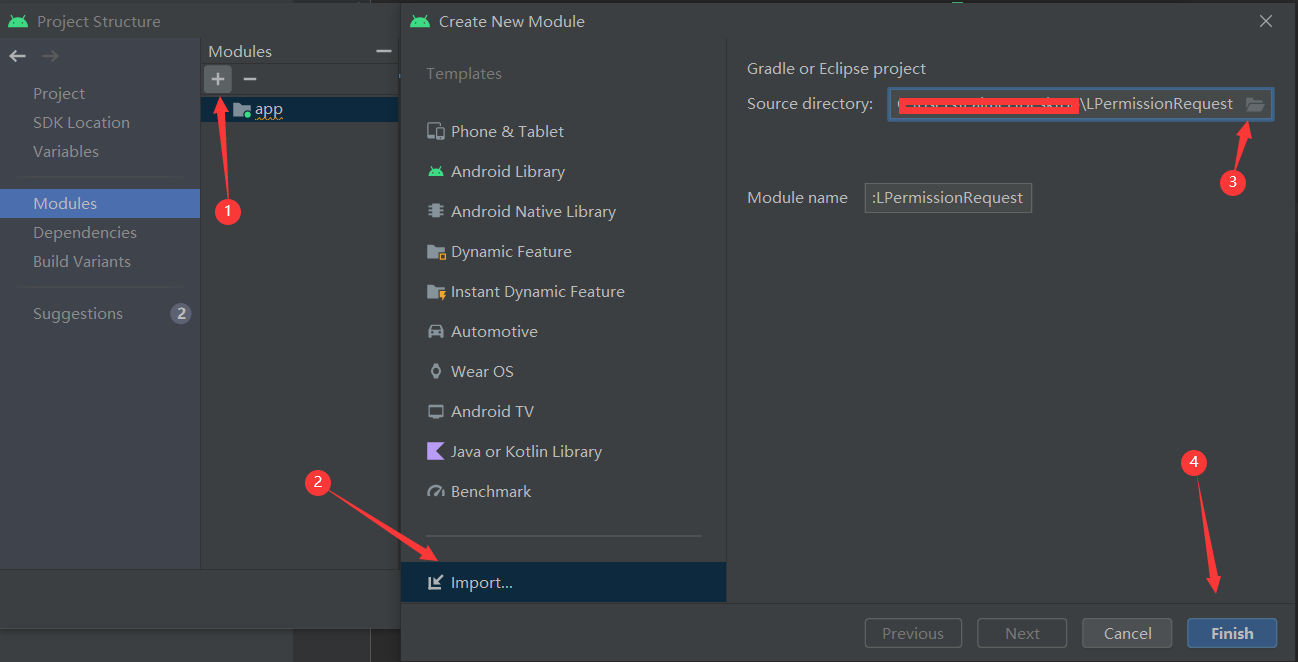 Project Structure
Project
SDK Location
Variables
Modules
Dependencies
Build Variants
Suggestions 2
Modules
app
1
Create New Module
Templates
Phone & Tablet
Android Library
Android Native Library
Dynamic Feature
Instant Dynamic Feature
Automotive
Wear OS
Android TV
Java or Kotlin Library
Benchmark
2
Import...
Gradle or Eclipse project
Source directory: \LPermissionRequest
3
Module name :LPermissionRequest
4
Previous Next Cancel Finish